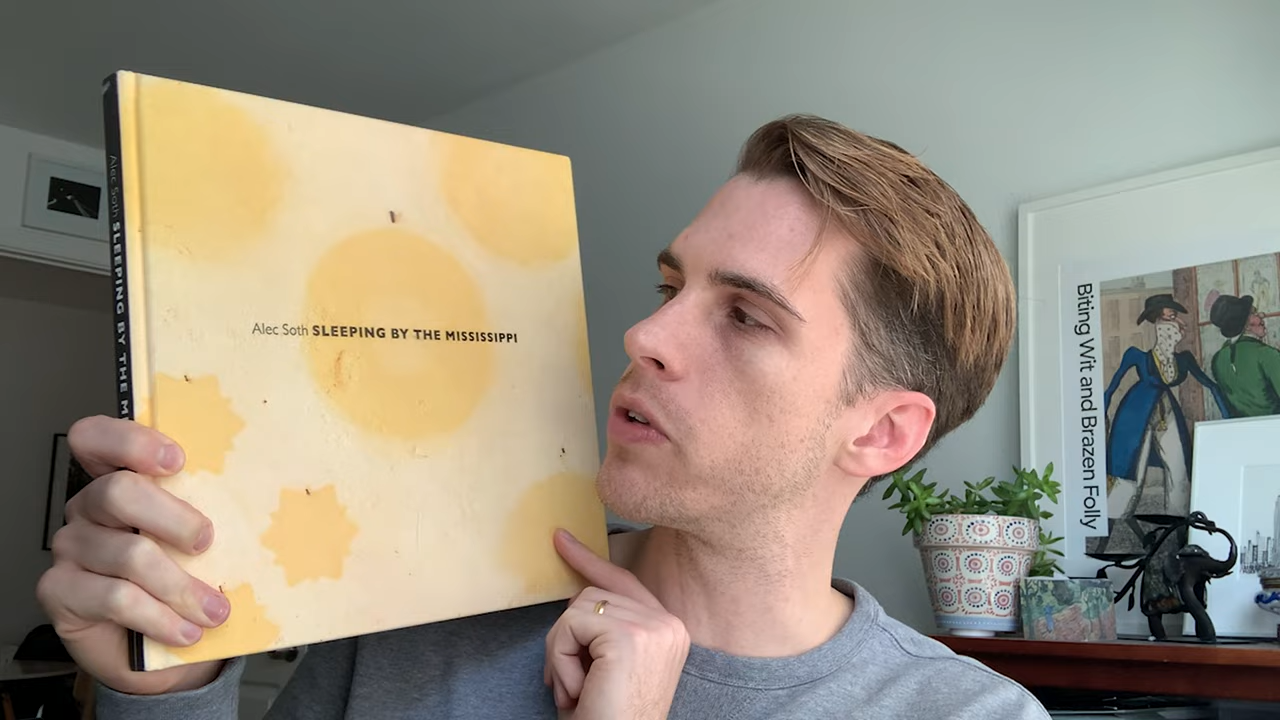 Alec Soth SLEEPING BY THE MISSISSIPPI
Alec Soth SLEEPING BY THE M
Biting Wit and Brazen Folly